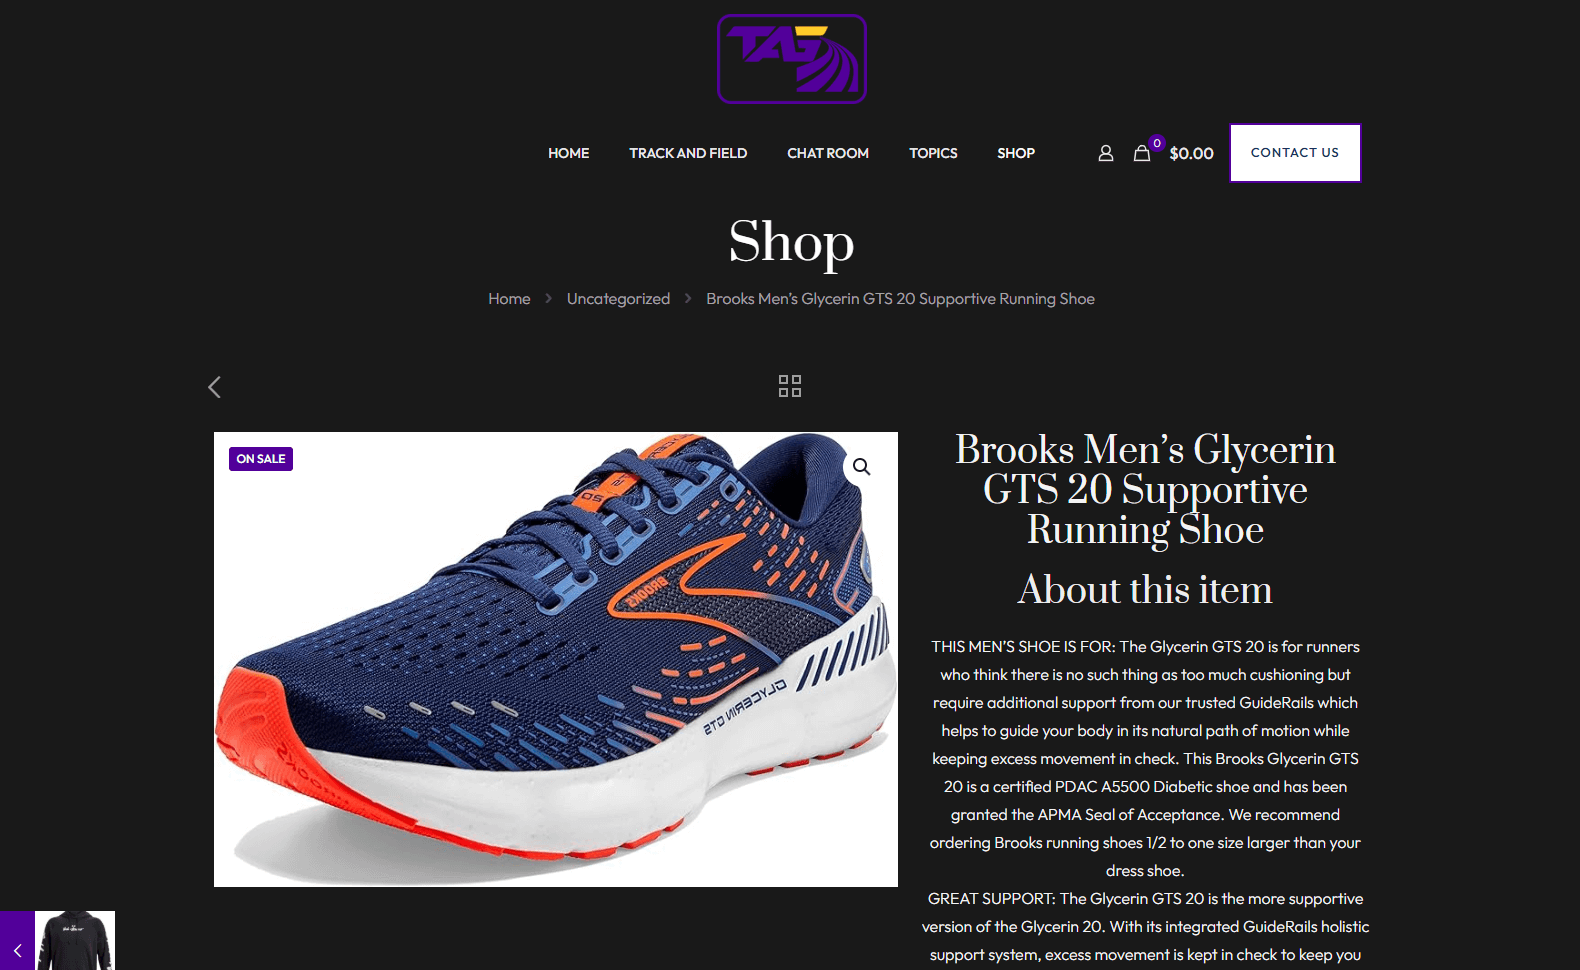 TAG
HOME TRACK AND FIELD CHAT ROOM TOPICS SHOP 0 $0.00 CONTACT US
Shop
Home > Uncategorized > Brooks Men’s Glycerin GTS 20 Supportive Running Shoe
ON SALE
BROOKS
GLYCERIN GTS
Brooks Men’s Glycerin
GTS 20 Supportive
Running Shoe
About this item
THIS MEN’S SHOE IS FOR: The Glycerin GTS 20 is for runners
who think there is no such thing as too much cushioning but
require additional support from our trusted GuideRails which
helps to guide your body in its natural path of motion while
keeping excess movement in check. This Brooks Glycerin GTS
20 is a certified PDAC A5500 Diabetic shoe and has been
granted the APMA Seal of Acceptance. We recommend
ordering Brooks running shoes 1/2 to one size larger than your
dress shoe.
GREAT SUPPORT: The Glycerin GTS 20 is the more supportive
version of the Glycerin 20. With its integrated GuideRails holistic
support system, excess movement is kept in check to keep you